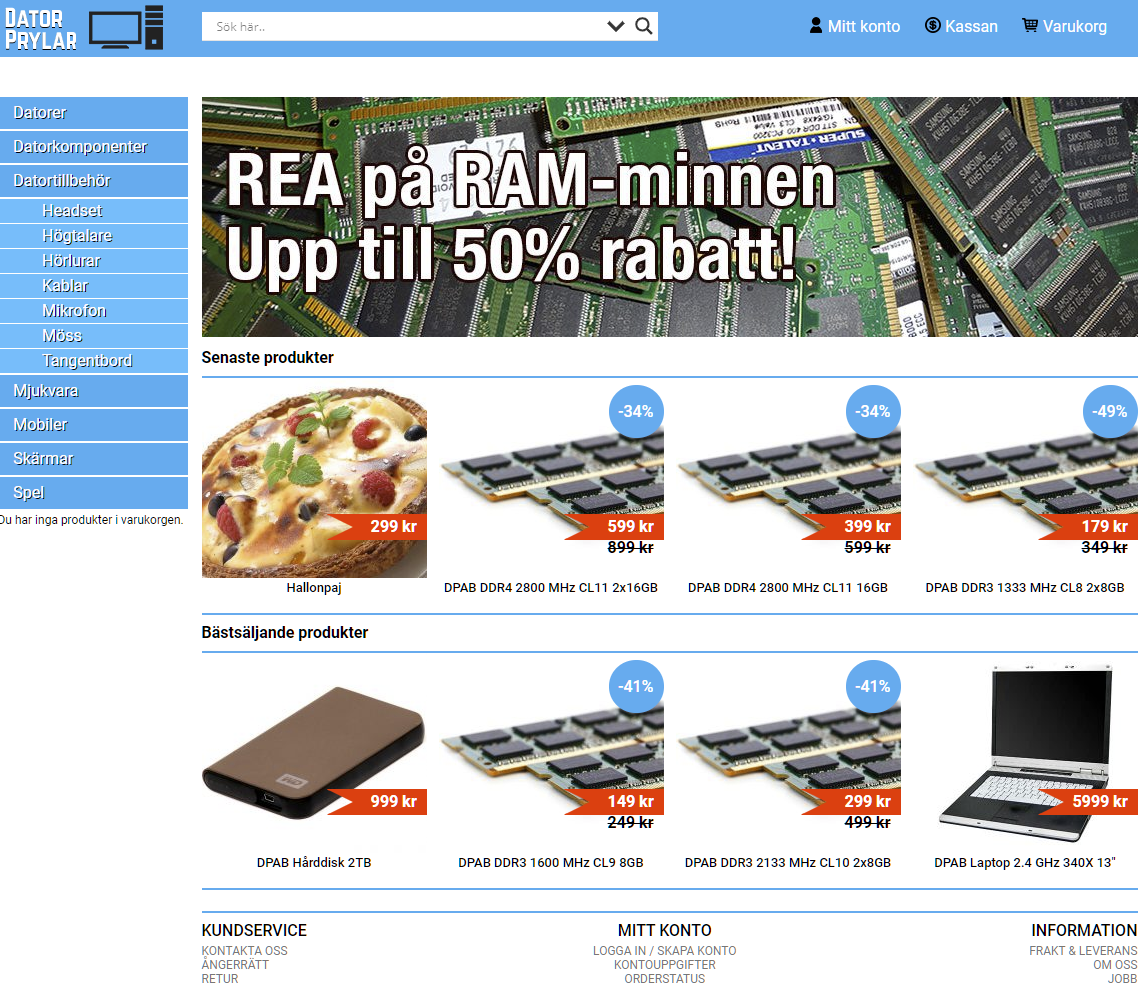 DATOR
PRYLAR
Sök här..
Mitt konto
Kassan
Varukorg
Datorer
Datorkomponenter
Datortillbehör
Headset
Högtalare
Hörlurar
Kablar
Mikrofon
Möss
Tangentbord
Mjukvara
Mobiler
Skärmar
Spel
Du har inga produkter i varukorgen.
SUPER★TALENT
REA på RAM-minnen
Upp till 50% rabatt!
Senaste produkter
299 kr
Hallonpaj
-34%
599 kr
899 kr
DPAB DDR4 2800 MHz CL11 2x16GB
-34%
399 kr
599 kr
DPAB DDR4 2800 MHz CL11 16GB
-49%
179 kr
349 kr
DPAB DDR3 1333 MHz CL8 2x8GB
Bästsäljande produkter
WD
999 kr
DPAB Hårddisk 2TB
-41%
149 kr
249 kr
DPAB DDR3 1600 MHz CL9 8GB
-41%
299 kr
499 kr
DPAB DDR3 2133 MHz CL10 2x8GB
5999 kr
DPAB Laptop 2.4 GHz 340X 13"
KUNDSERVICE
KONTAKTA OSS
ÅNGERRÄTT
RETUR
MITT KONTO
LOGGA IN / SKAPA KONTO
KONTOUPPGIFTER
ORDERSTATUS
INFORMATION
FRAKT & LEVERANS
OM OSS
JOBB